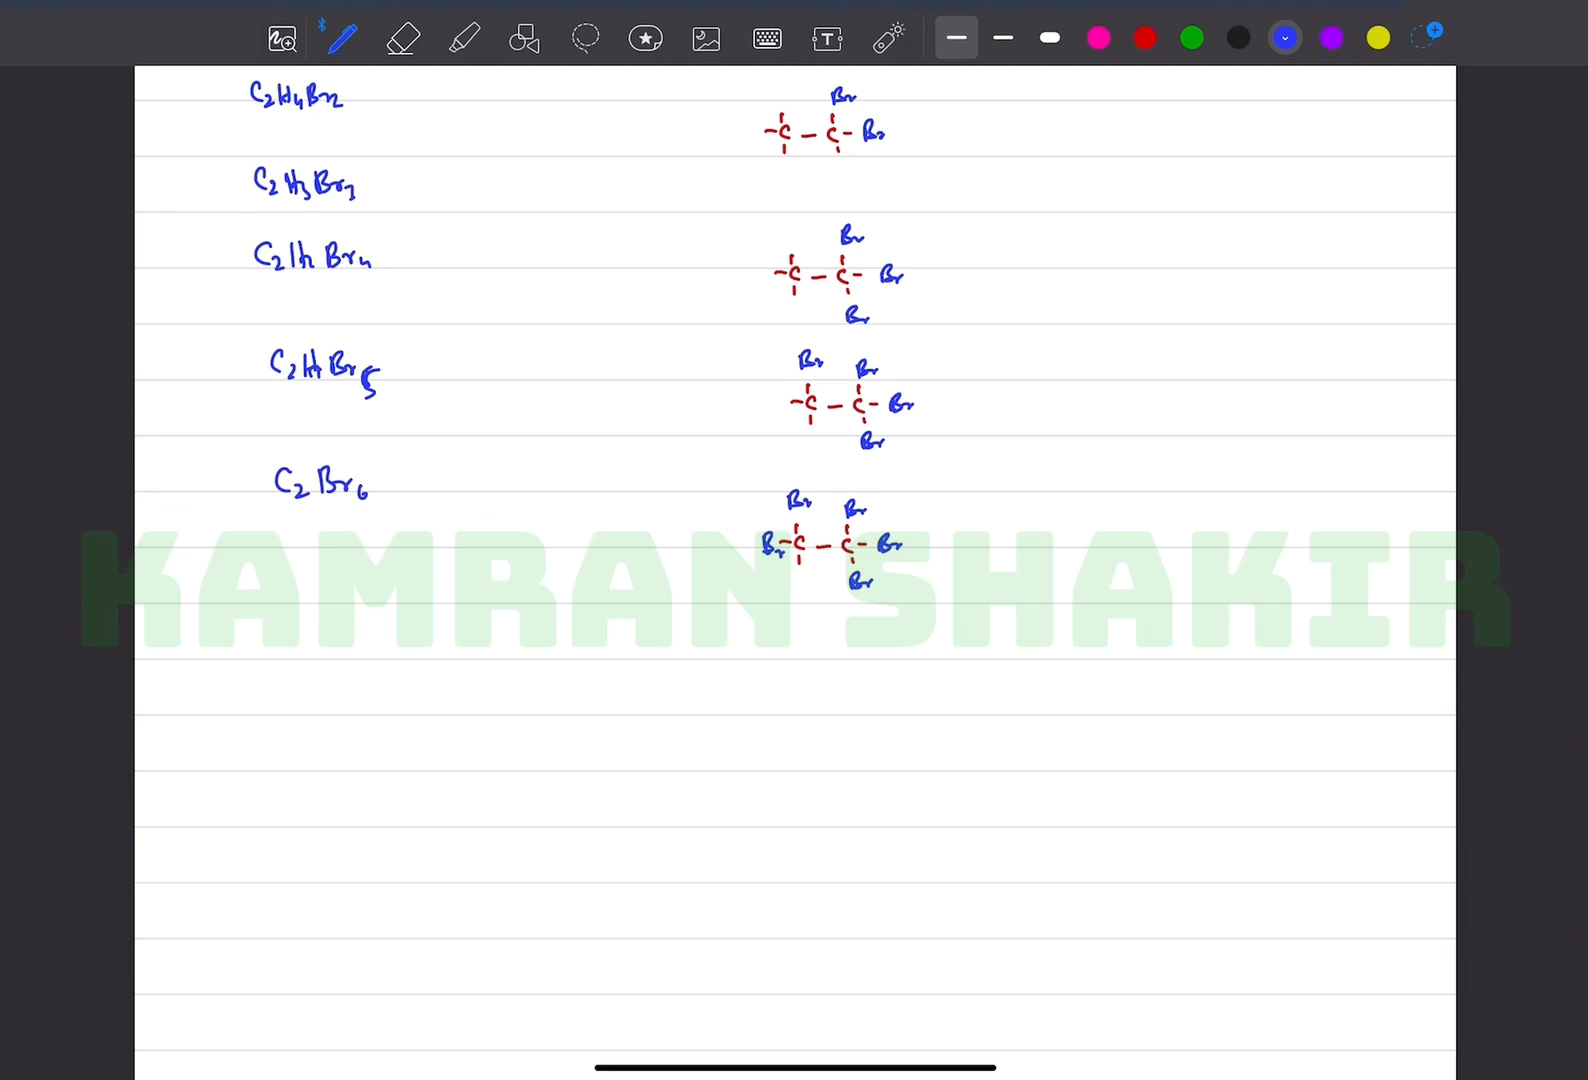 C2H4Br2
Br
-C-C-Br
C2H3Br3
Br
C2H2Br4
-C-C-Br
Br
Br Br
C2HBr5
-C-C-Br
Br
C2Br6
Br Br
Br-C-C-Br
Br
KAMRAN SHAKIR